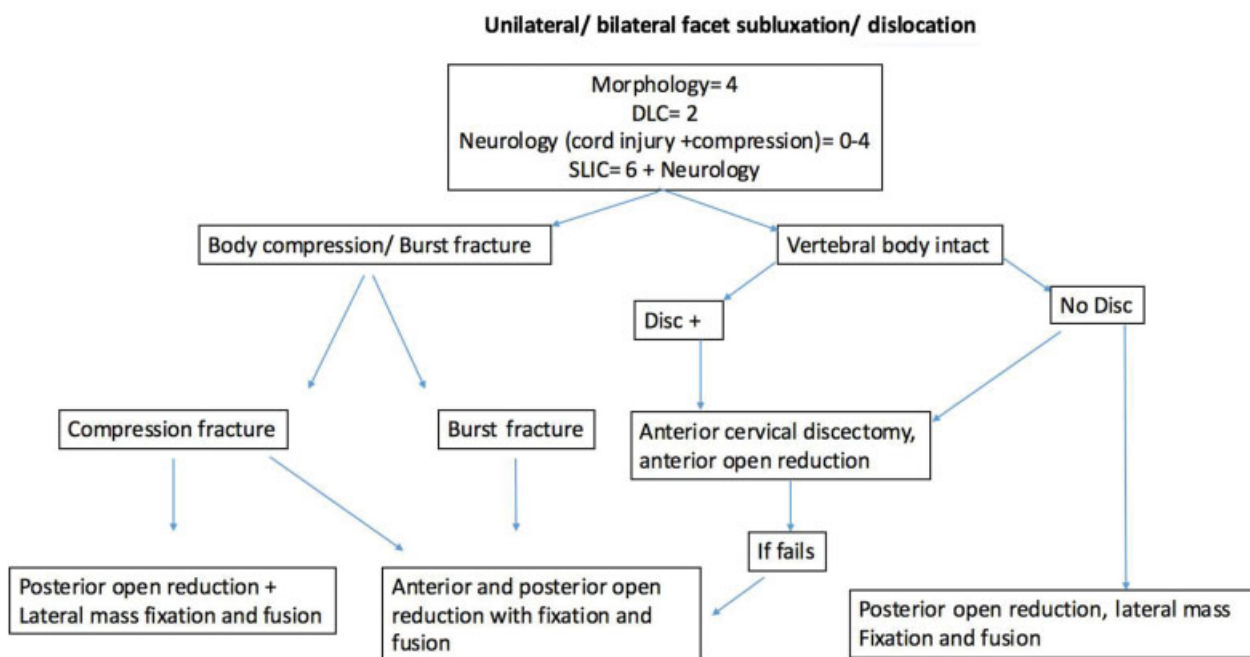 Unilateral/ bilateral facet subluxation/ dislocation
Morphology= 4
DLC= 2
Neurology (cord injury +compression)= 0-4
SLIC= 6 + Neurology
Body compression/ Burst fracture
Vertebral body intact
Disc +
No Disc
Compression fracture
Burst fracture
Anterior cervical discectomy,
anterior open reduction
If fails
Posterior open reduction +
Lateral mass fixation and fusion
Anterior and posterior open
reduction with fixation and
fusion
Posterior open reduction, lateral mass
Fixation and fusion